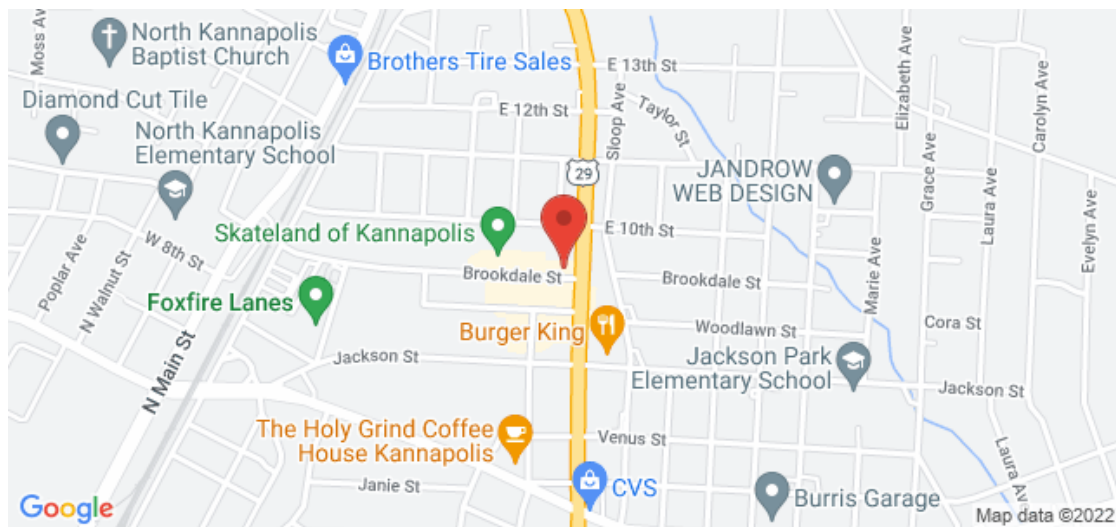 Moss Ave
North Kannapolis
Baptist Church
Brothers Tire Sales
E 13th St
Elizabeth Ave
Carolyn Ave
Diamond Cut Tile
E 12th St
Taylor St
Sloop Ave
North Kannapolis
Elementary School
29
JANDROW
WEB DESIGN
Grace Ave
Laura Ave
Evelyn Ave
Skateland of Kannapolis
E 10th St
W 8th St
Poplar Ave
N Walnut St
Brookdale St
Brookdale St
Marie Ave
Foxfire Lanes
Burger King
Woodlawn St
Cora St
N Main St
Jackson St
Jackson Park
Elementary School
Jackson St
The Holy Grind Coffee
House Kannapolis
Venus St
Laura Ave
Janie St
CVS
Burris Garage
Google
Map data ©2022